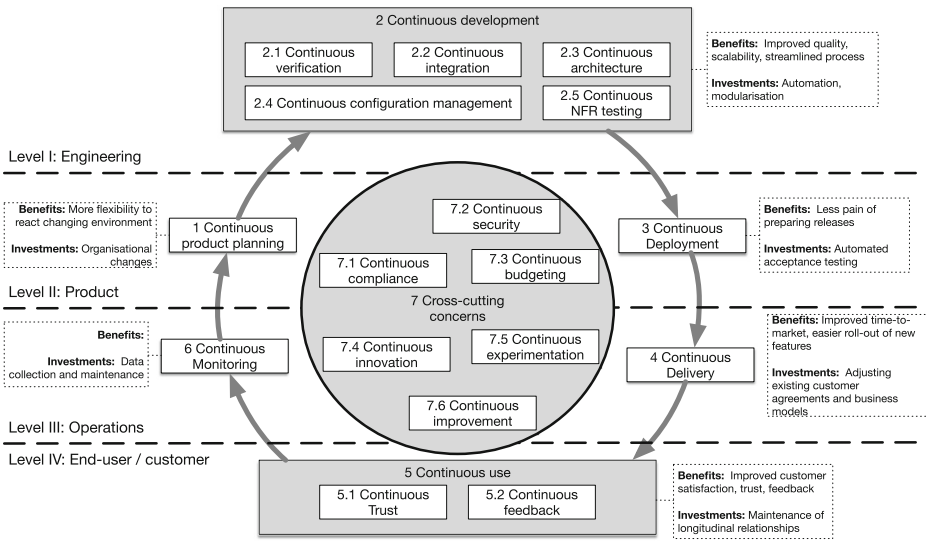 2 Continuous development
2.1 Continuous
verification
2.2 Continuous
integration
2.3 Continuous
architecture
2.4 Continuous configuration management
2.5 Continuous
NFR testing
Benefits: Improved quality,
scalability, streamlined process
Investments: Automation,
modularisation
Level I: Engineering
Benefits: More flexibility to
react changing environment
Investments: Organisational
changes
1 Continuous
product planning
7.2 Continuous
security
7.1 Continuous
compliance
7.3 Continuous
budgeting
3 Continuous
Deployment
Benefits: Less pain of
preparing releases
Investments: Automated
acceptance testing
Level II: Product
7 Cross-cutting
concerns
Benefits:
Investments: Data
collection and maintenance
6 Continuous
Monitoring
7.4 Continuous
innovation
7.5 Continuous
experimentation
7.6 Continuous
improvement
4 Continuous
Delivery
Benefits: Improved time-to-
market, easier roll-out of new
features
Investments: Adjusting
existing customer
agreements and business
models
Level III: Operations
Level IV: End-user / customer
5 Continuous use
5.1 Continuous
Trust
5.2 Continuous
feedback
Benefits: Improved customer
satisfaction, trust, feedback
Investments: Maintenance of
longitudinal relationships